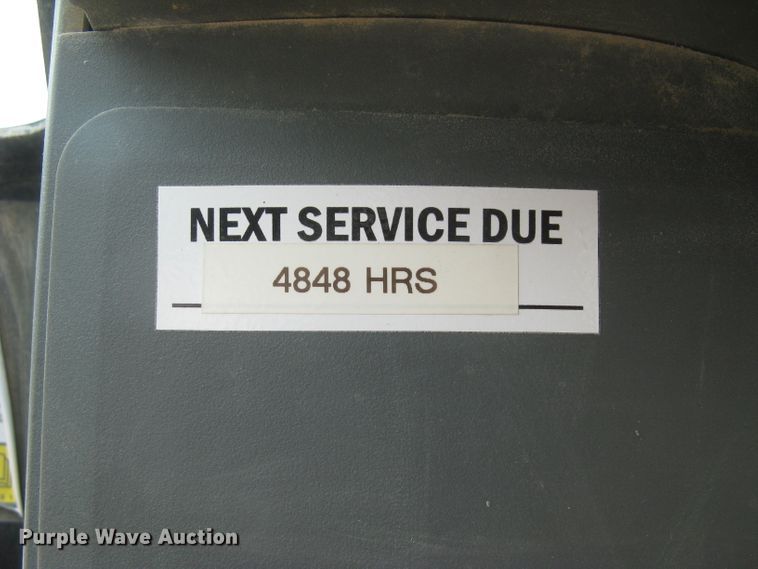 NEXT SERVICE DUE
4848 HRS
Purple Wave Auction